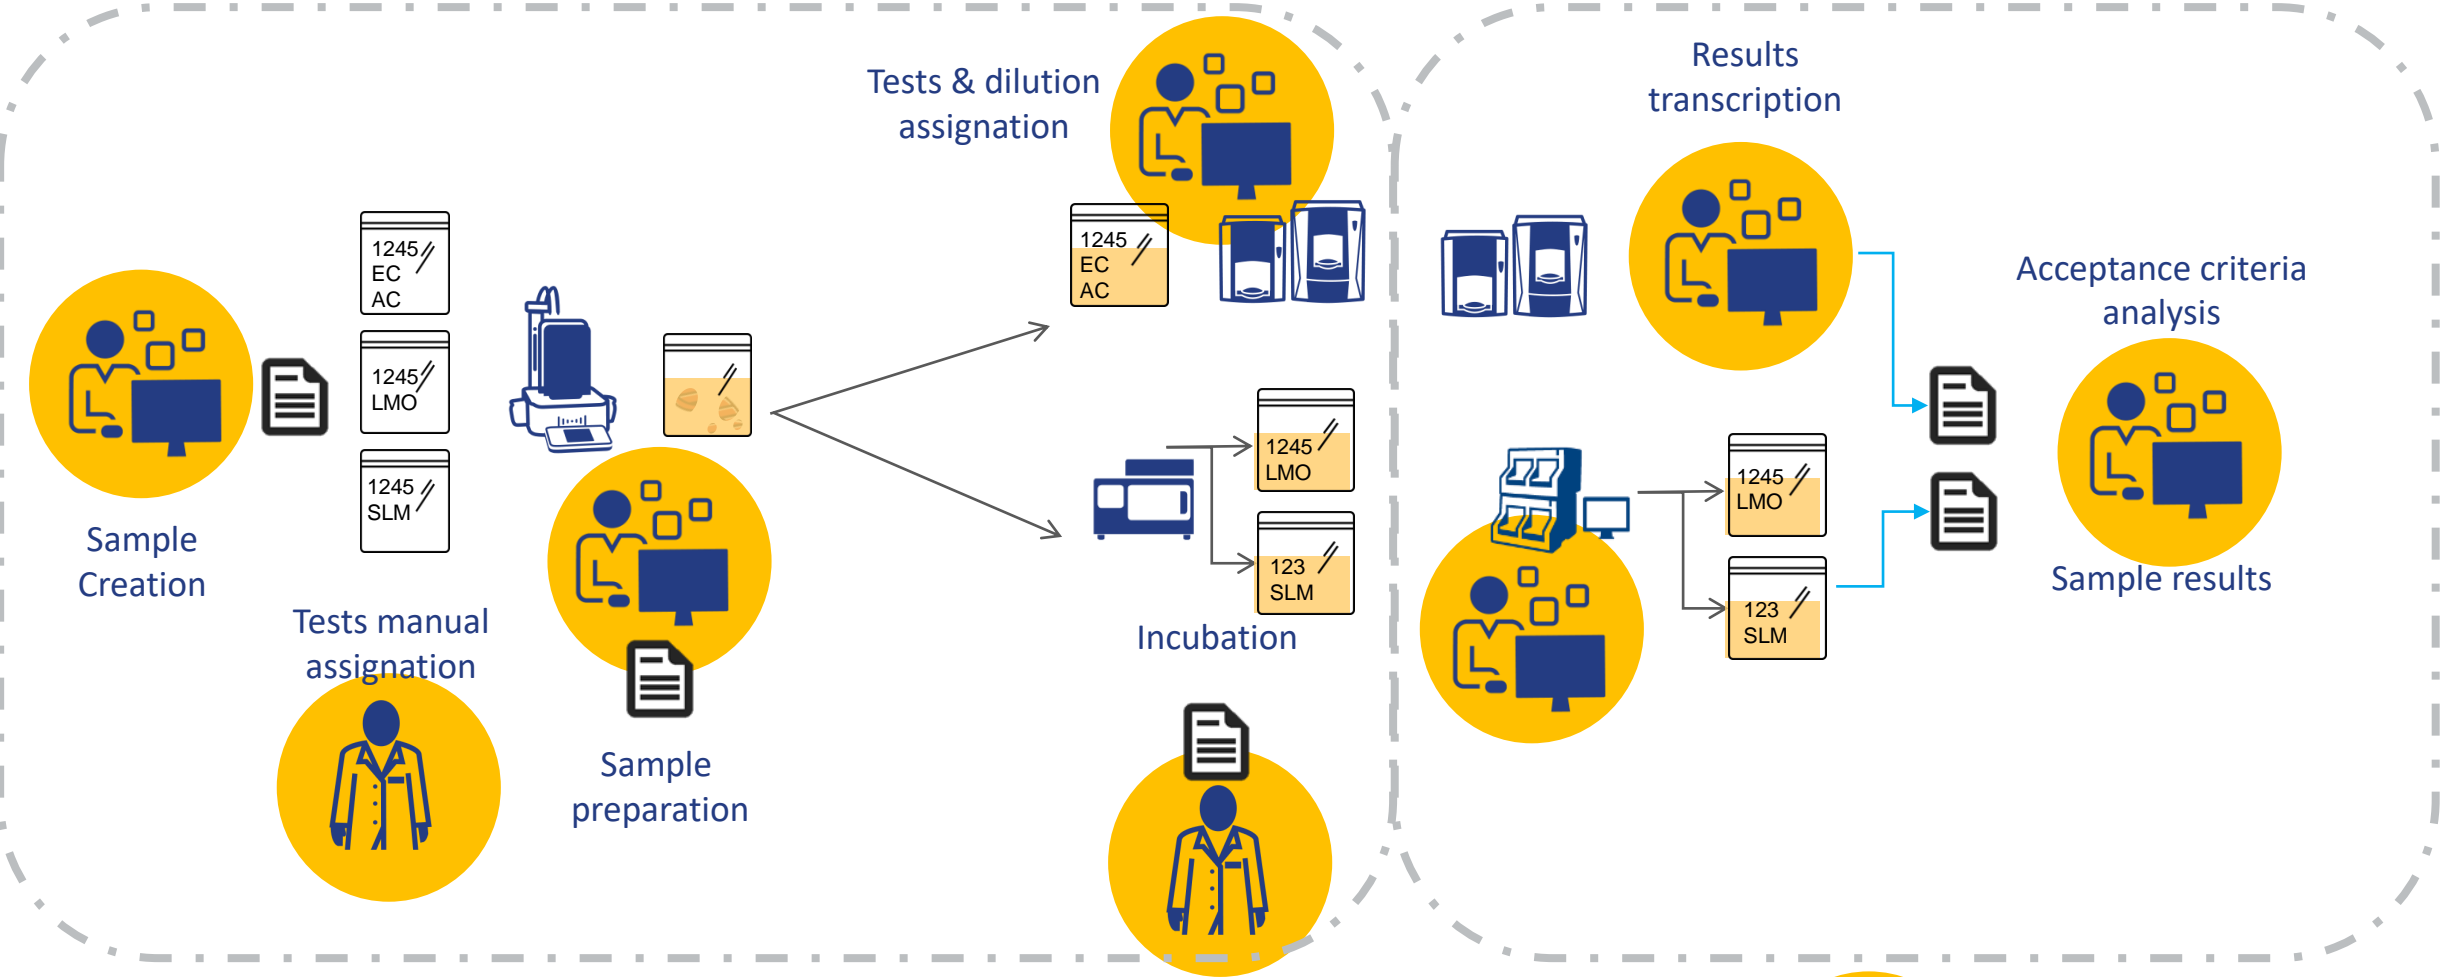 Sample
Creation
1245
EC
AC
1245
LMO
1245
SLM
Tests manual
assignation
Sample
preparation
Tests & dilution
assignation
1245
EC
AC
1245
LMO
123
SLM
Incubation
Results
transcription
1245
LMO
123
SLM
Acceptance criteria
analysis
Sample results